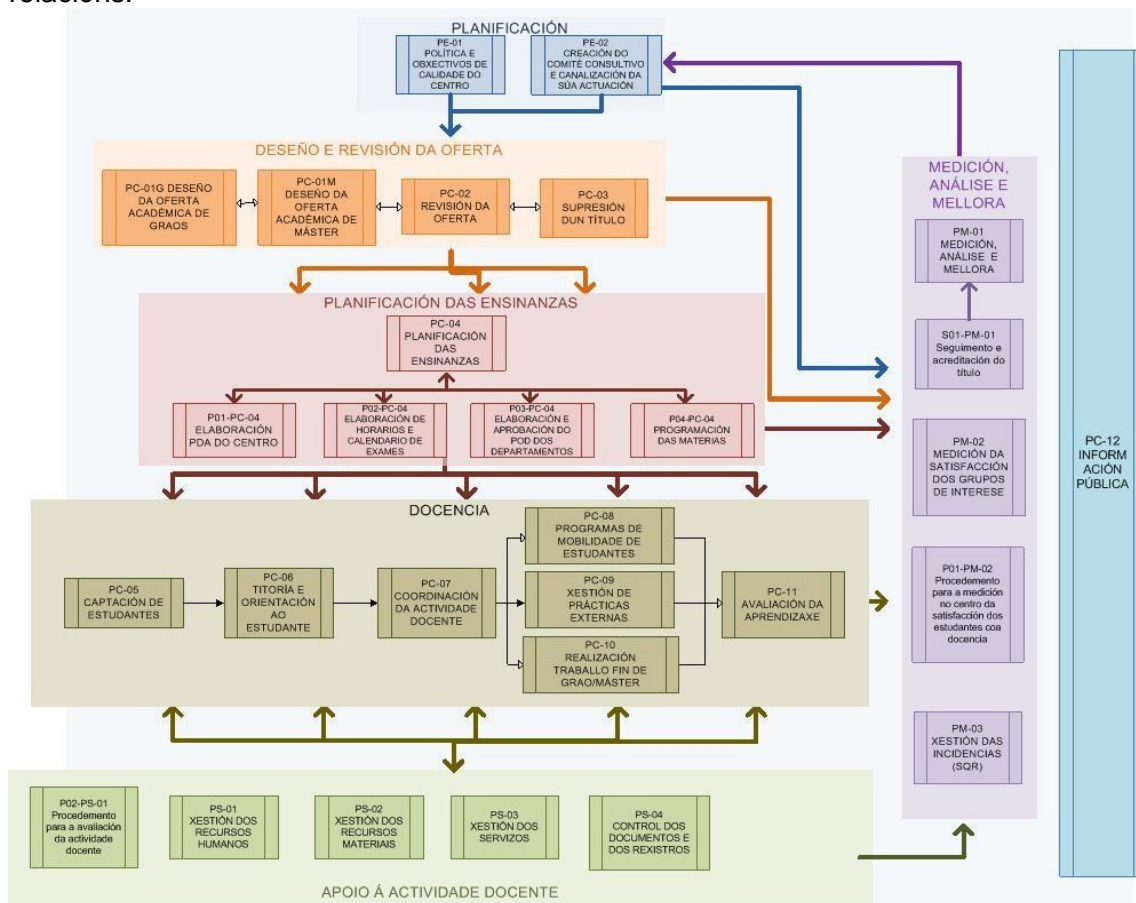 relacións.
PLANIFICACIÓN
PE-01
POLÍTICA E
OBXECTIVOS DE
CALIDADE DO
CENTRO
PE-02
CREACIÓN DO
COMITÉ CONSULTIVO
E CANALIZACIÓN DA
SÚA ACTUACIÓN
DESEÑO E REVISIÓN DA OFERTA
PC-01G DESEÑO
DA OFERTA
ACADÉMICA DE
GRAOS
PC-01M
DESEÑO DA
OFERTA
ACADÉMICA DE
MÁSTER
PC-02
REVISIÓN DA
OFERTA
PC-03
SUPRESIÓN
DUN TÍTULO
PLANIFICACIÓN DAS ENSINANZAS
PC-04
PLANIFICACIÓN
DAS
ENSINANZAS
P01-PC-04
ELABORACIÓN
PDA DO CENTRO
P02-PC-04
ELABORACIÓN DE
HORARIOS E
CALENDARIO DE
EXAMES
P03-PC-04
ELABORACIÓN E
APROBACIÓN DO
POD DOS
DEPARTAMENTOS
P04-PC-04
PROGRAMACIÓN
DAS MATERIAS
DOCENCIA
PC-05
CAPTACIÓN DE
ESTUDANTES
PC-06
TITORÍA E
ORIENTACIÓN
AO
ESTUDANTE
PC-07
COORDINACIÓN
DA ACTIVIDADE
DOCENTE
PC-08
PROGRAMAS DE
MOBILIDADE DE
ESTUDANTES
PC-09
XESTIÓN DE
PRÁCTICAS
EXTERNAS
PC-10
REALIZACIÓN
TRABALLO FIN DE
GRAO/MÁSTER
PC-11
AVALIACIÓN DA
APRENDIZAXE
P02-PS-01
Procedemento
para a avaliación
da actividade
docente
PS-01
XESTIÓN DOS
RECURSOS
HUMANOS
PS-02
XESTIÓN DOS
RECURSOS
MATERIAIS
PS-03
XESTIÓN DOS
SERVIZOS
PS-04
CONTROL DOS
DOCUMENTOS E
DOS REXISTROS
APOIO Á ACTIVIDADE DOCENTE
MEDICIÓN,
ANÁLISE E
MELLORA
PM-01
MEDICIÓN,
ANÁLISE E
MELLORA
S01-PM-01
Seguimento e
acreditación do
título
PM-02
MEDICIÓN DA
SATISFACCIÓN
DOS GRUPOS
DE INTERESE
P01-PM-02
Procedemento
para a medición
no centro da
satisfacción dos
estudantes coa
docencia
PM-03
XESTIÓN DAS
INCIDENCIAS
(SQR)
PC-12
INFORM
ACIÓN
PÚBLICA